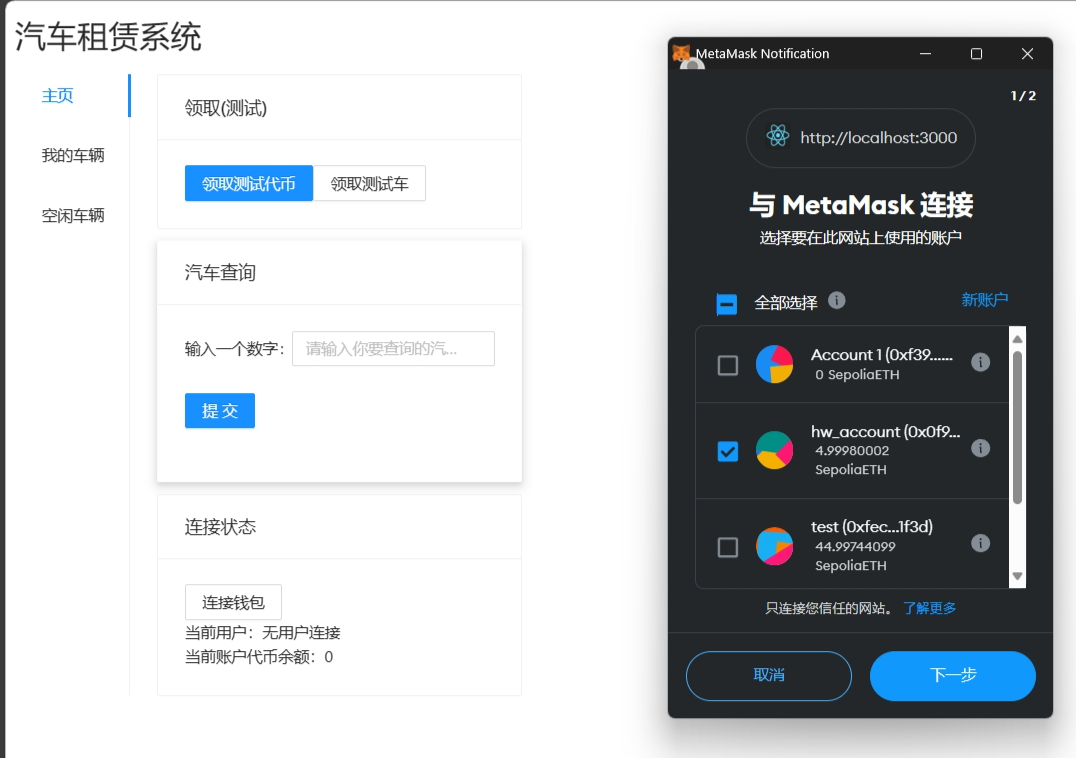 汽车租赁系统
主页
我的车辆
空闲车辆
领取(测试)
领取测试代币
领取测试车
汽车查询
输入一个数字：
请输入你要查询的汽...
提 交
连接状态
连接钱包
当前用户：无用户连接
当前账户代币余额：0
MetaMask Notification
1 / 2
http://localhost:3000
与 MetaMask 连接
选择要在此网站上使用的账户
全部选择
新账户
Account 1 (0xf39......
0 SepoliaETH
hw_account (0x0f9...
4.99980002
SepoliaETH
test (0xfec...1f3d)
44.99744099
SepoliaETH
只连接您信任的网站。 了解更多
取消
下一步